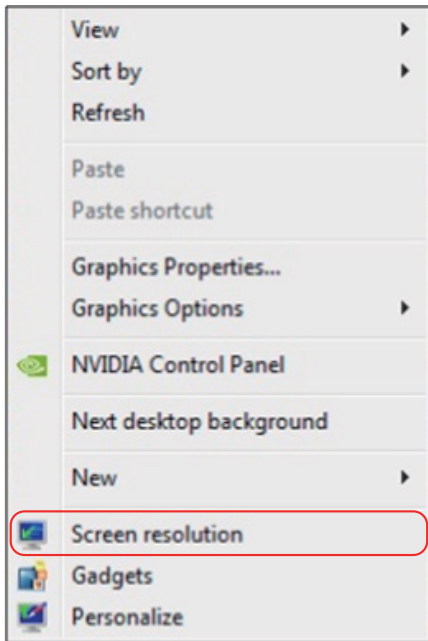 View
Sort by
Refresh
Paste
Paste shortcut
Graphics Properties...
Graphics Options
NVIDIA Control Panel
Next desktop background
New
Screen resolution
Gadgets
Personalize